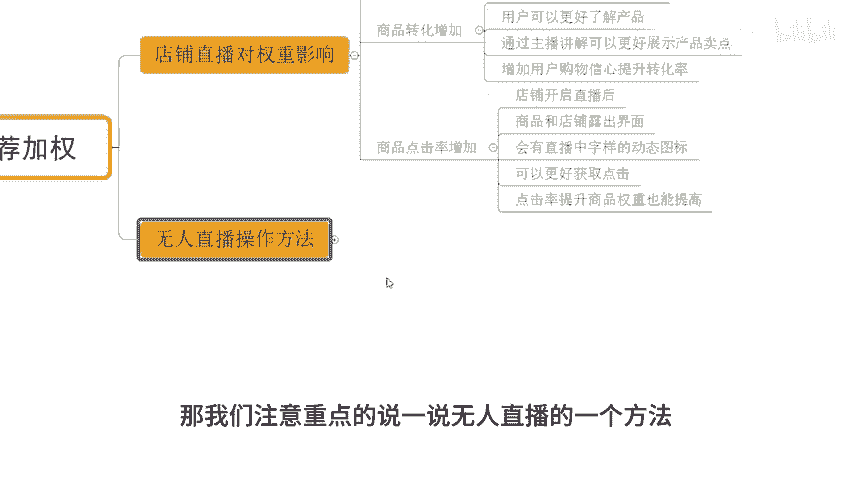 用户可以更好了解产品
商品转化增加
通过主播讲解可以更好展示产品卖点
店铺直播对权重影响
增加用户购物信心提升转化率
店铺开启直播后
商品和店铺露出界面
荐加权
商品点击率增加
会有直播中字样的动态图标
可以更好获取点击
点击率提升商品权重也能提高
无人直播操作方法
那我们注意重点的说一说无人直播的一个方法